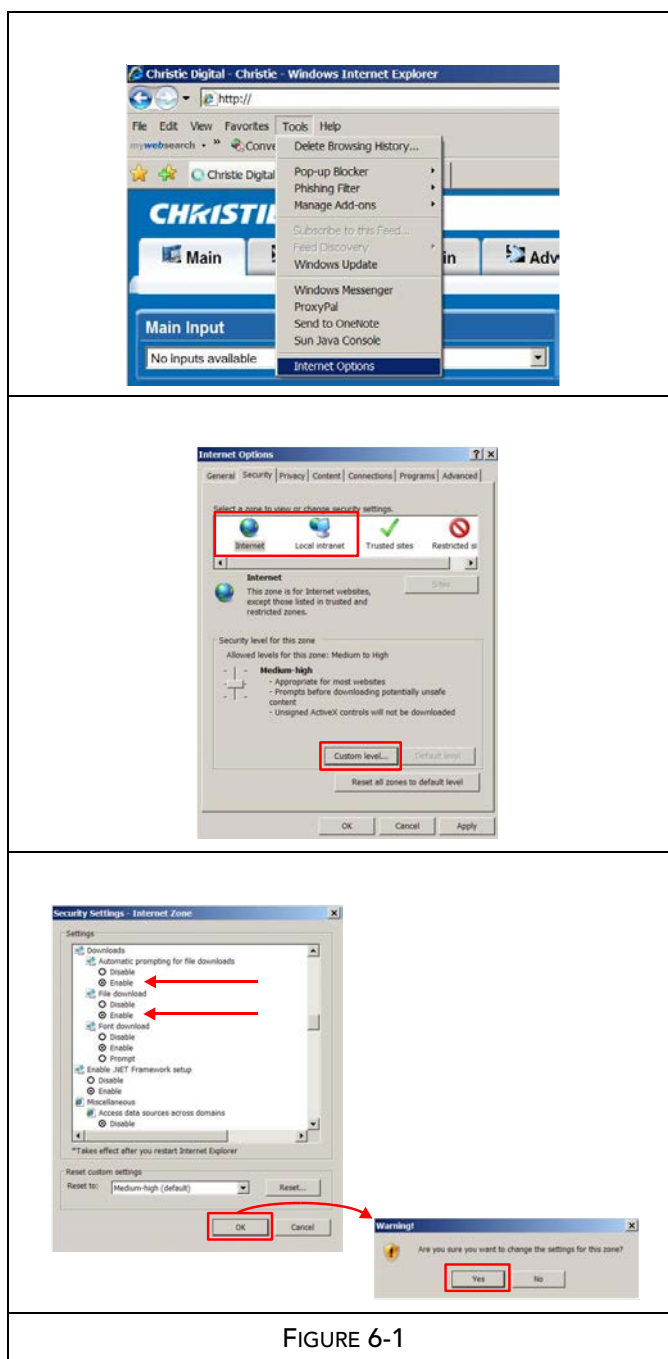 Christie Digital - Christie - Windows Internet Explorer
http://
File Edit View Favorites Tools Help
mywebsearch • » Conve
Christie Digital
Delete Browsing History...
Pop-up Blocker
Phishing Filter
Manage Add-ons
Subscribe to this Feed...
Feed Discovery
Windows Update
Windows Messenger
ProxyPal
Send to OneNote
Sun Java Console
Internet Options
CHRISTIE
Main in Adv
Main Input
No inputs available
Internet Options
General Security Privacy Content Connections Programs Advanced
Select a zone to view or change security settings.
Internet Local intranet Trusted sites Restricted si
Internet
This zone is for Internet websites,
except those listed in trusted and
restricted zones.
Sites
Security level for this zone
Allowed levels for this zone: Medium to High
Medium-high
- Appropriate for most websites
- Prompts before downloading potentially unsafe
content
- Unsigned ActiveX controls will not be downloaded
Custom level... Default level
Reset all zones to default level
OK Cancel Apply
Security Settings - Internet Zone
Settings
Downloads
Automatic prompting for file downloads
Disable
Enable
File download
Disable
Enable
Font download
Disable
Enable
Prompt
Enable .NET Framework setup
Disable
Enable
Miscellaneous
Access data sources across domains
Disable
*Takes effect after you restart Internet Explorer
Reset custom settings
Reset to: Medium-high (default) Reset...
OK Cancel
Warning!
Are you sure you want to change the settings for this zone?
Yes No
FIGURE 6-1